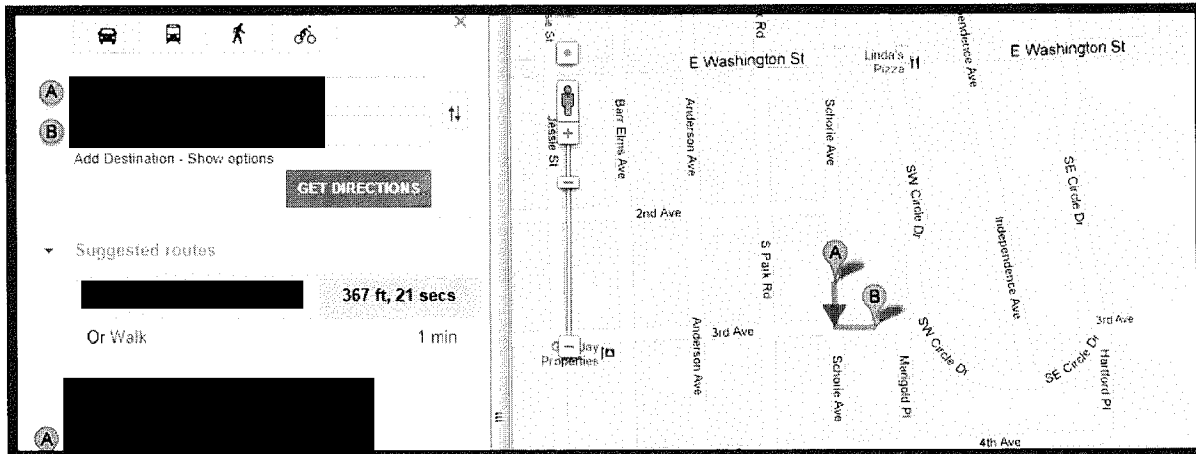 A
B
Add Destination - Show options
GET DIRECTIONS
Suggested routes
367 ft, 21 secs
Or Walk
1 min
A
E Washington St
Linda's
Pizza
E Washington St
Jessie St
Barr Elms Ave
Anderson Ave
Schorie Ave
SW Circle Dr
SE Circle Dr
2nd Ave
Independence Ave
S Park Rd
A
B
3rd Ave
3rd Ave
Anderson Ave
Properties
Schorie Ave
Marigold Pl
SW Circle Dr
SE Circle Dr
Hartford Pl
4th Ave